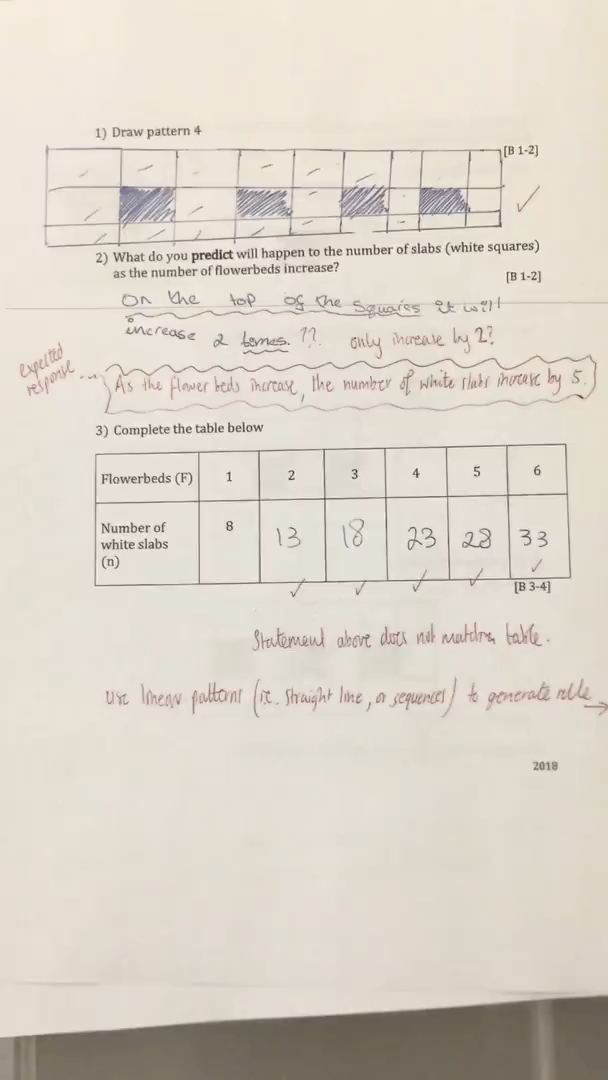 1) Draw pattern 4
[B 1-2]
2) What do you predict will happen to the number of slabs (white squares)
as the number of flowerbeds increase?
[B 1-2]
On the top of the squares it will
increase 2 tomes. ?? only increase by 2?
expected
response
As the flower beds increase, the number of white slabs increase by 5.
3) Complete the table below
Flowerbeds (F) 1 2 3 4 5 6
Number of
white slabs
(n) 8 13 18 23 28 33
[B 3-4]
Statement above does not match table.
Use linear patterns (ie. straight line, or sequences) to generate rule →
2018